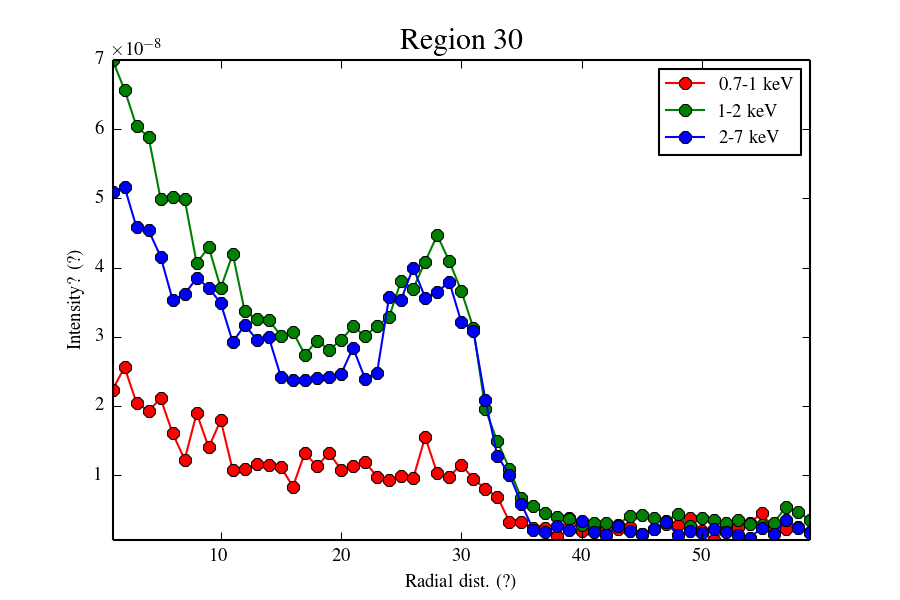 Region 30
×10⁻⁸
7
6
5
4
3
2
1
10
20
30
40
50
Intensity? (?)
Radial dist. (?)
0.7-1 keV
1-2 keV
2-7 keV